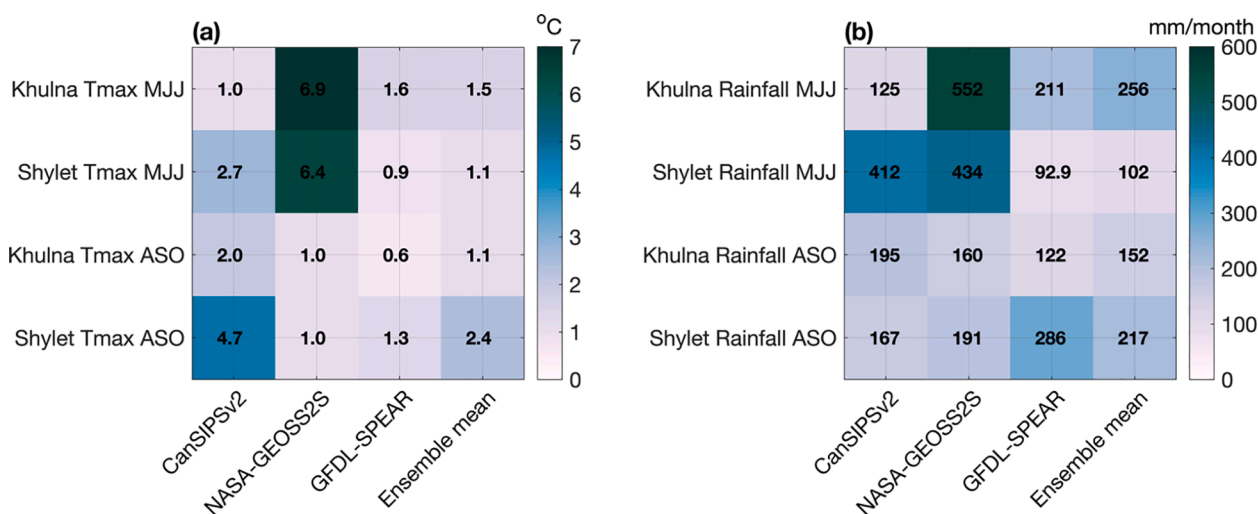 (a)
°C
Khulna Tmax MJJ
1.0 6.9 1.6 1.5
Shylet Tmax MJJ
2.7 6.4 0.9 1.1
Khulna Tmax ASO
2.0 1.0 0.6 1.1
Shylet Tmax ASO
4.7 1.0 1.3 2.4
CanSIPSv2
NASA-GEOSS2S
GFDL-SPEAR
Ensemble mean
7
6
5
4
3
2
1
0
(b)
mm/month
Khulna Rainfall MJJ
125 552 211 256
Shylet Rainfall MJJ
412 434 92.9 102
Khulna Rainfall ASO
195 160 122 152
Shylet Rainfall ASO
167 191 286 217
CanSIPSv2
NASA-GEOSS2S
GFDL-SPEAR
Ensemble mean
600
500
400
300
200
100
0